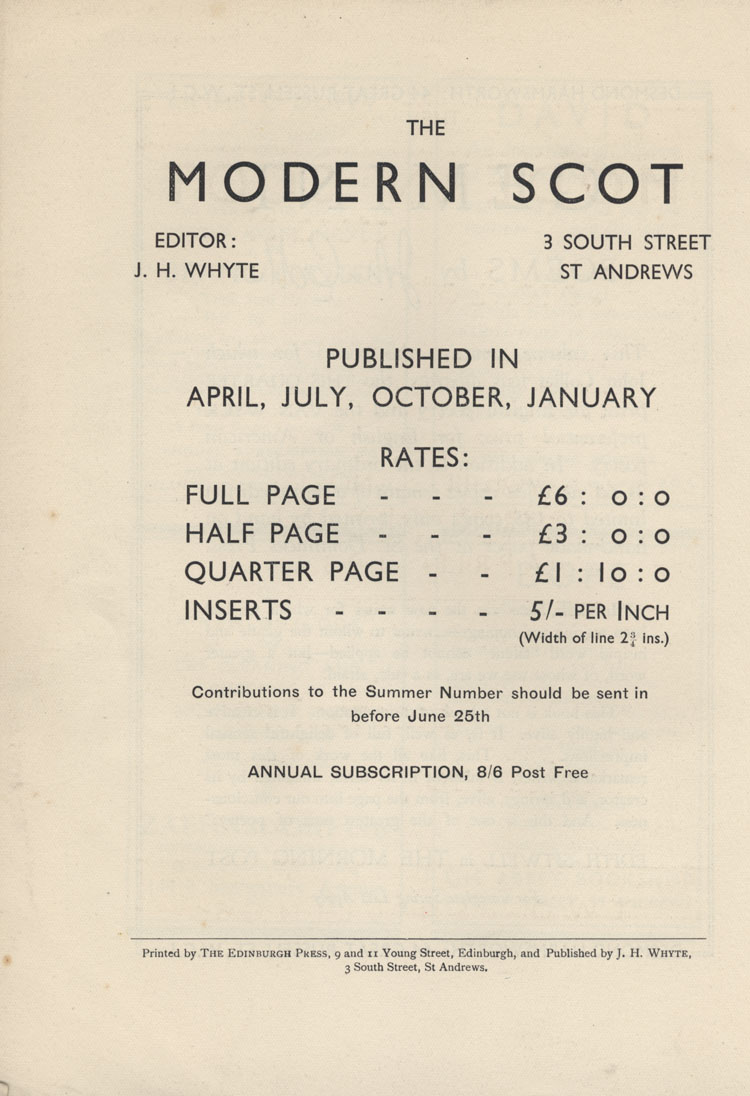 THE
MODERN SCOT
EDITOR: 3 SOUTH STREET
J. H. WHYTE ST ANDREWS
PUBLISHED IN
APRIL, JULY, OCTOBER, JANUARY
RATES:
FULL PAGE - - - £6 : 0 : 0
HALF PAGE - - - £3 : 0 : 0
QUARTER PAGE - - £1 : 10 : 0
INSERTS - - - - 5/- PER INCH
(Width of line 2¾ ins.)
Contributions to the Summer Number should be sent in
before June 25th
ANNUAL SUBSCRIPTION, 8/6 Post Free
Printed by THE EDINBURGH PRESS, 9 and 11 Young Street, Edinburgh, and Published by J. H. WHYTE,
3 South Street, St Andrews.